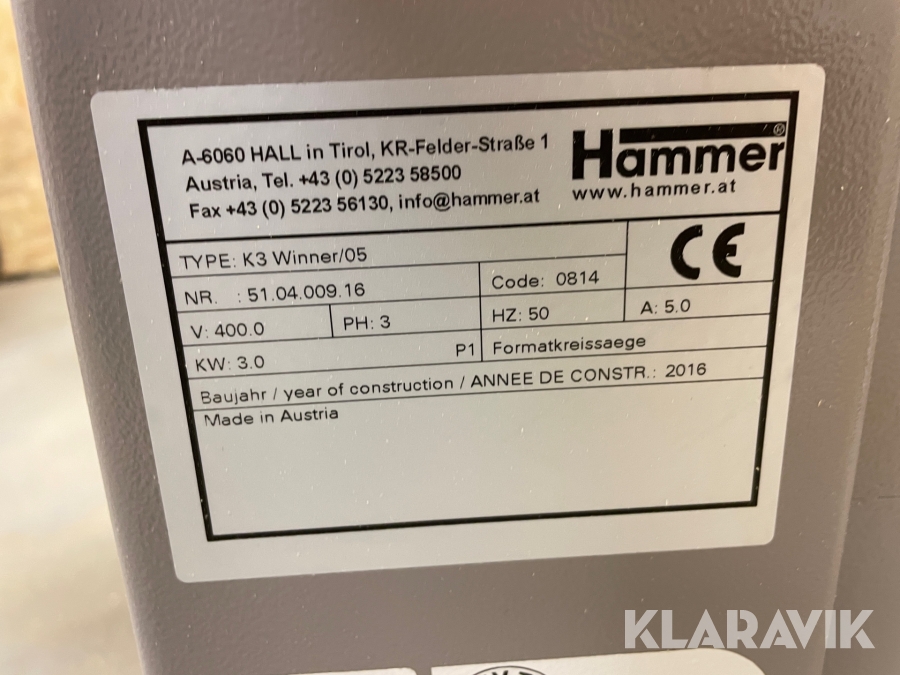 A-6060 HALL in Tirol, KR-Felder-Straße 1
Austria, Tel. +43 (0) 5223 58500
Fax +43 (0) 5223 56130, info@hammer.at
Hammer®
www.hammer.at
TYPE: K3 Winner/05
CE
NR. : 51.04.009.16
Code: 0814
V: 400.0
PH: 3
HZ: 50
A: 5.0
KW: 3.0
P1
Formatkreissaege
Baujahr / year of construction / ANNEE DE CONSTR.: 2016
Made in Austria
KLARAVIK